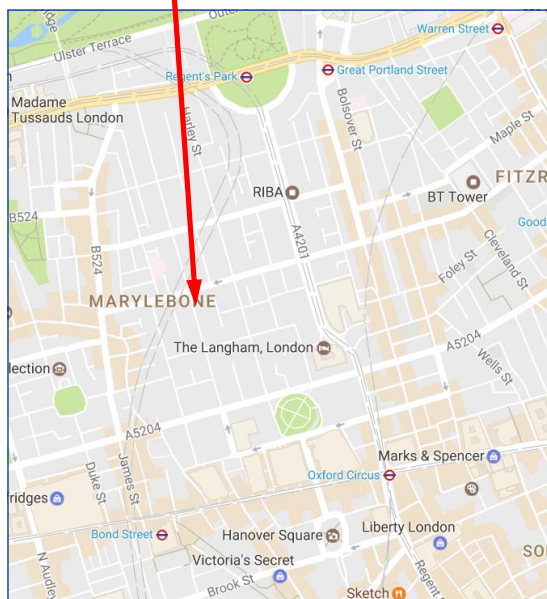 Warren Street
Ulster Terrace
Outer
Regent's Park
Great Portland Street
Madame
Tussauds London
Harley St
Bolsover St
Maple St
FITZR
RIBA
BT Tower
B524
B524
A4201
Good
Cleveland St
Foley St
MARYLEBONE
The Langham, London
A5204
lection
Wells St
A5204
James St
Duke St
Marks & Spencer
Oxford Circus
fridges
Bond Street
Hanover Square
Liberty London
Victoria's Secret
SO
N Audley
Brook St
Regent S
Sketch